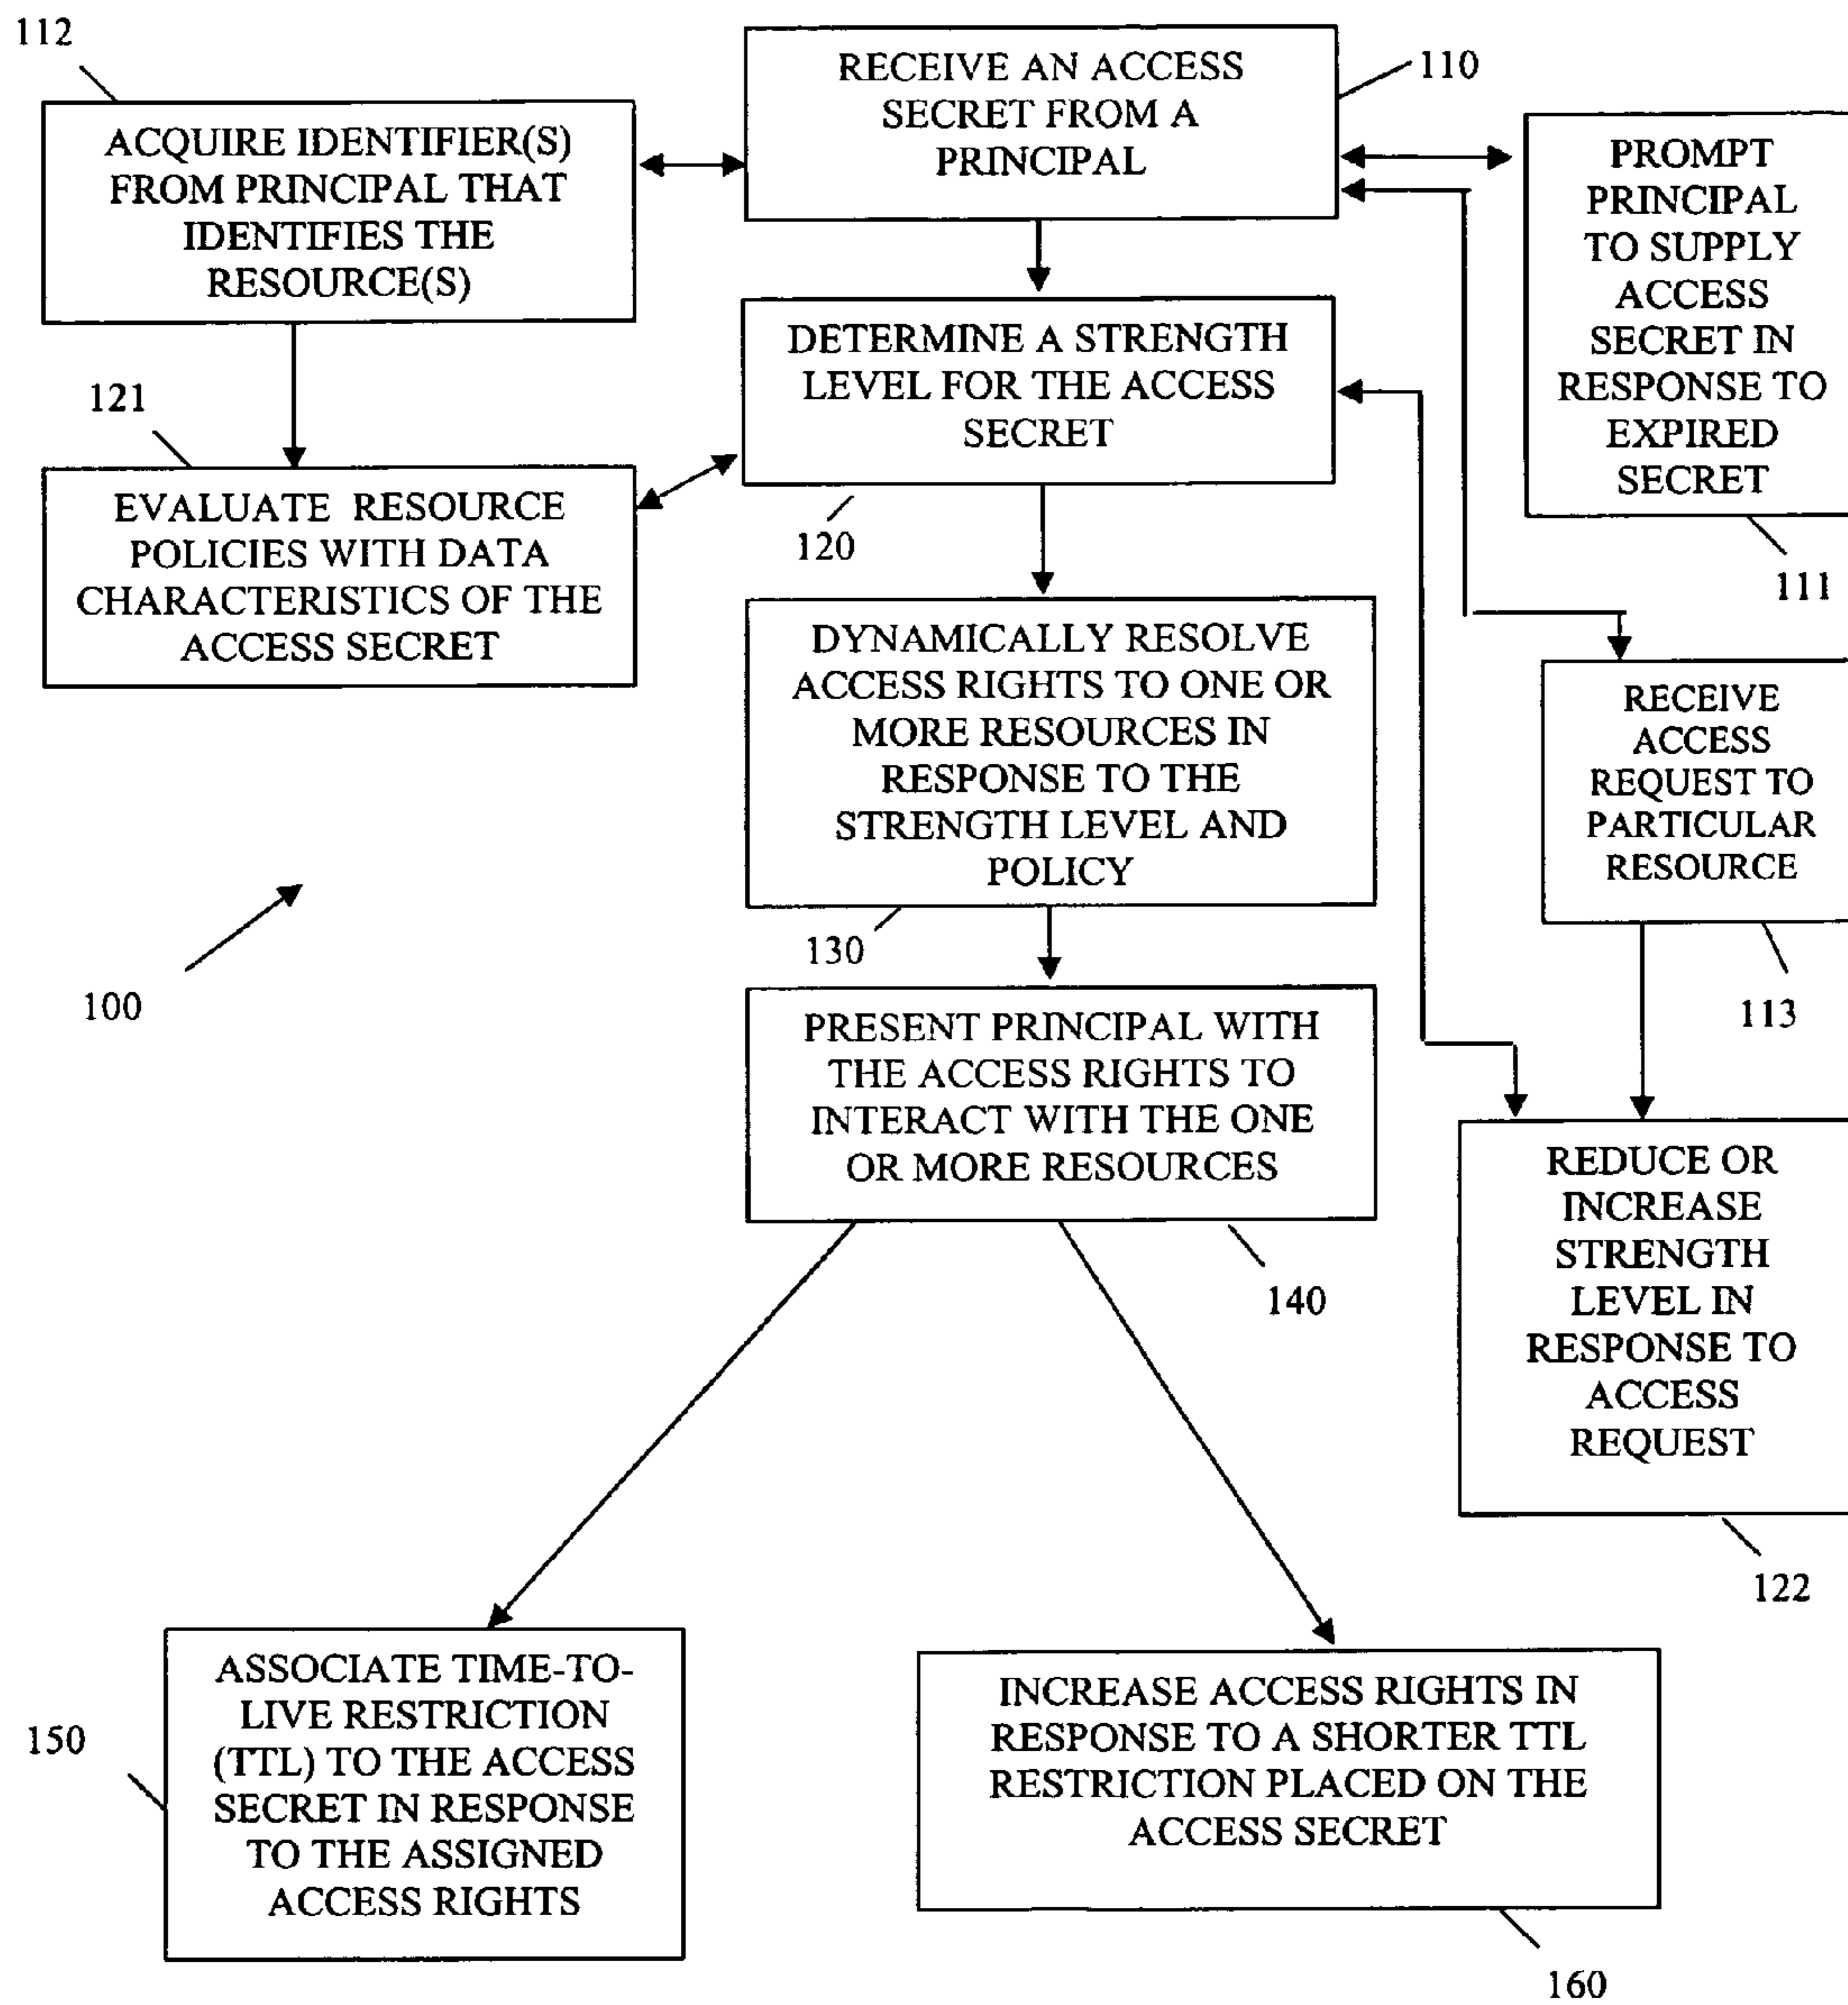 112
RECEIVE AN ACCESS
SECRET FROM A
PRINCIPAL
110
ACQUIRE IDENTIFIER(S)
FROM PRINCIPAL THAT
IDENTIFIES THE
RESOURCE(S)
PROMPT
PRINCIPAL
TO SUPPLY
ACCESS
SECRET IN
RESPONSE TO
EXPIRED
SECRET
111
DETERMINE A STRENGTH
LEVEL FOR THE ACCESS
SECRET
120
121
EVALUATE RESOURCE
POLICIES WITH DATA
CHARACTERISTICS OF THE
ACCESS SECRET
DYNAMICALLY RESOLVE
ACCESS RIGHTS TO ONE OR
MORE RESOURCES IN
RESPONSE TO THE
STRENGTH LEVEL AND
POLICY
130
RECEIVE
ACCESS
REQUEST TO
PARTICULAR
RESOURCE
113
100
PRESENT PRINCIPAL WITH
THE ACCESS RIGHTS TO
INTERACT WITH THE ONE
OR MORE RESOURCES
140
REDUCE OR
INCREASE
STRENGTH
LEVEL IN
RESPONSE TO
ACCESS
REQUEST
122
150
ASSOCIATE TIME-TO-
LIVE RESTRICTION
(TTL) TO THE ACCESS
SECRET IN RESPONSE
TO THE ASSIGNED
ACCESS RIGHTS
INCREASE ACCESS RIGHTS IN
RESPONSE TO A SHORTER TTL
RESTRICTION PLACED ON THE
ACCESS SECRET
160